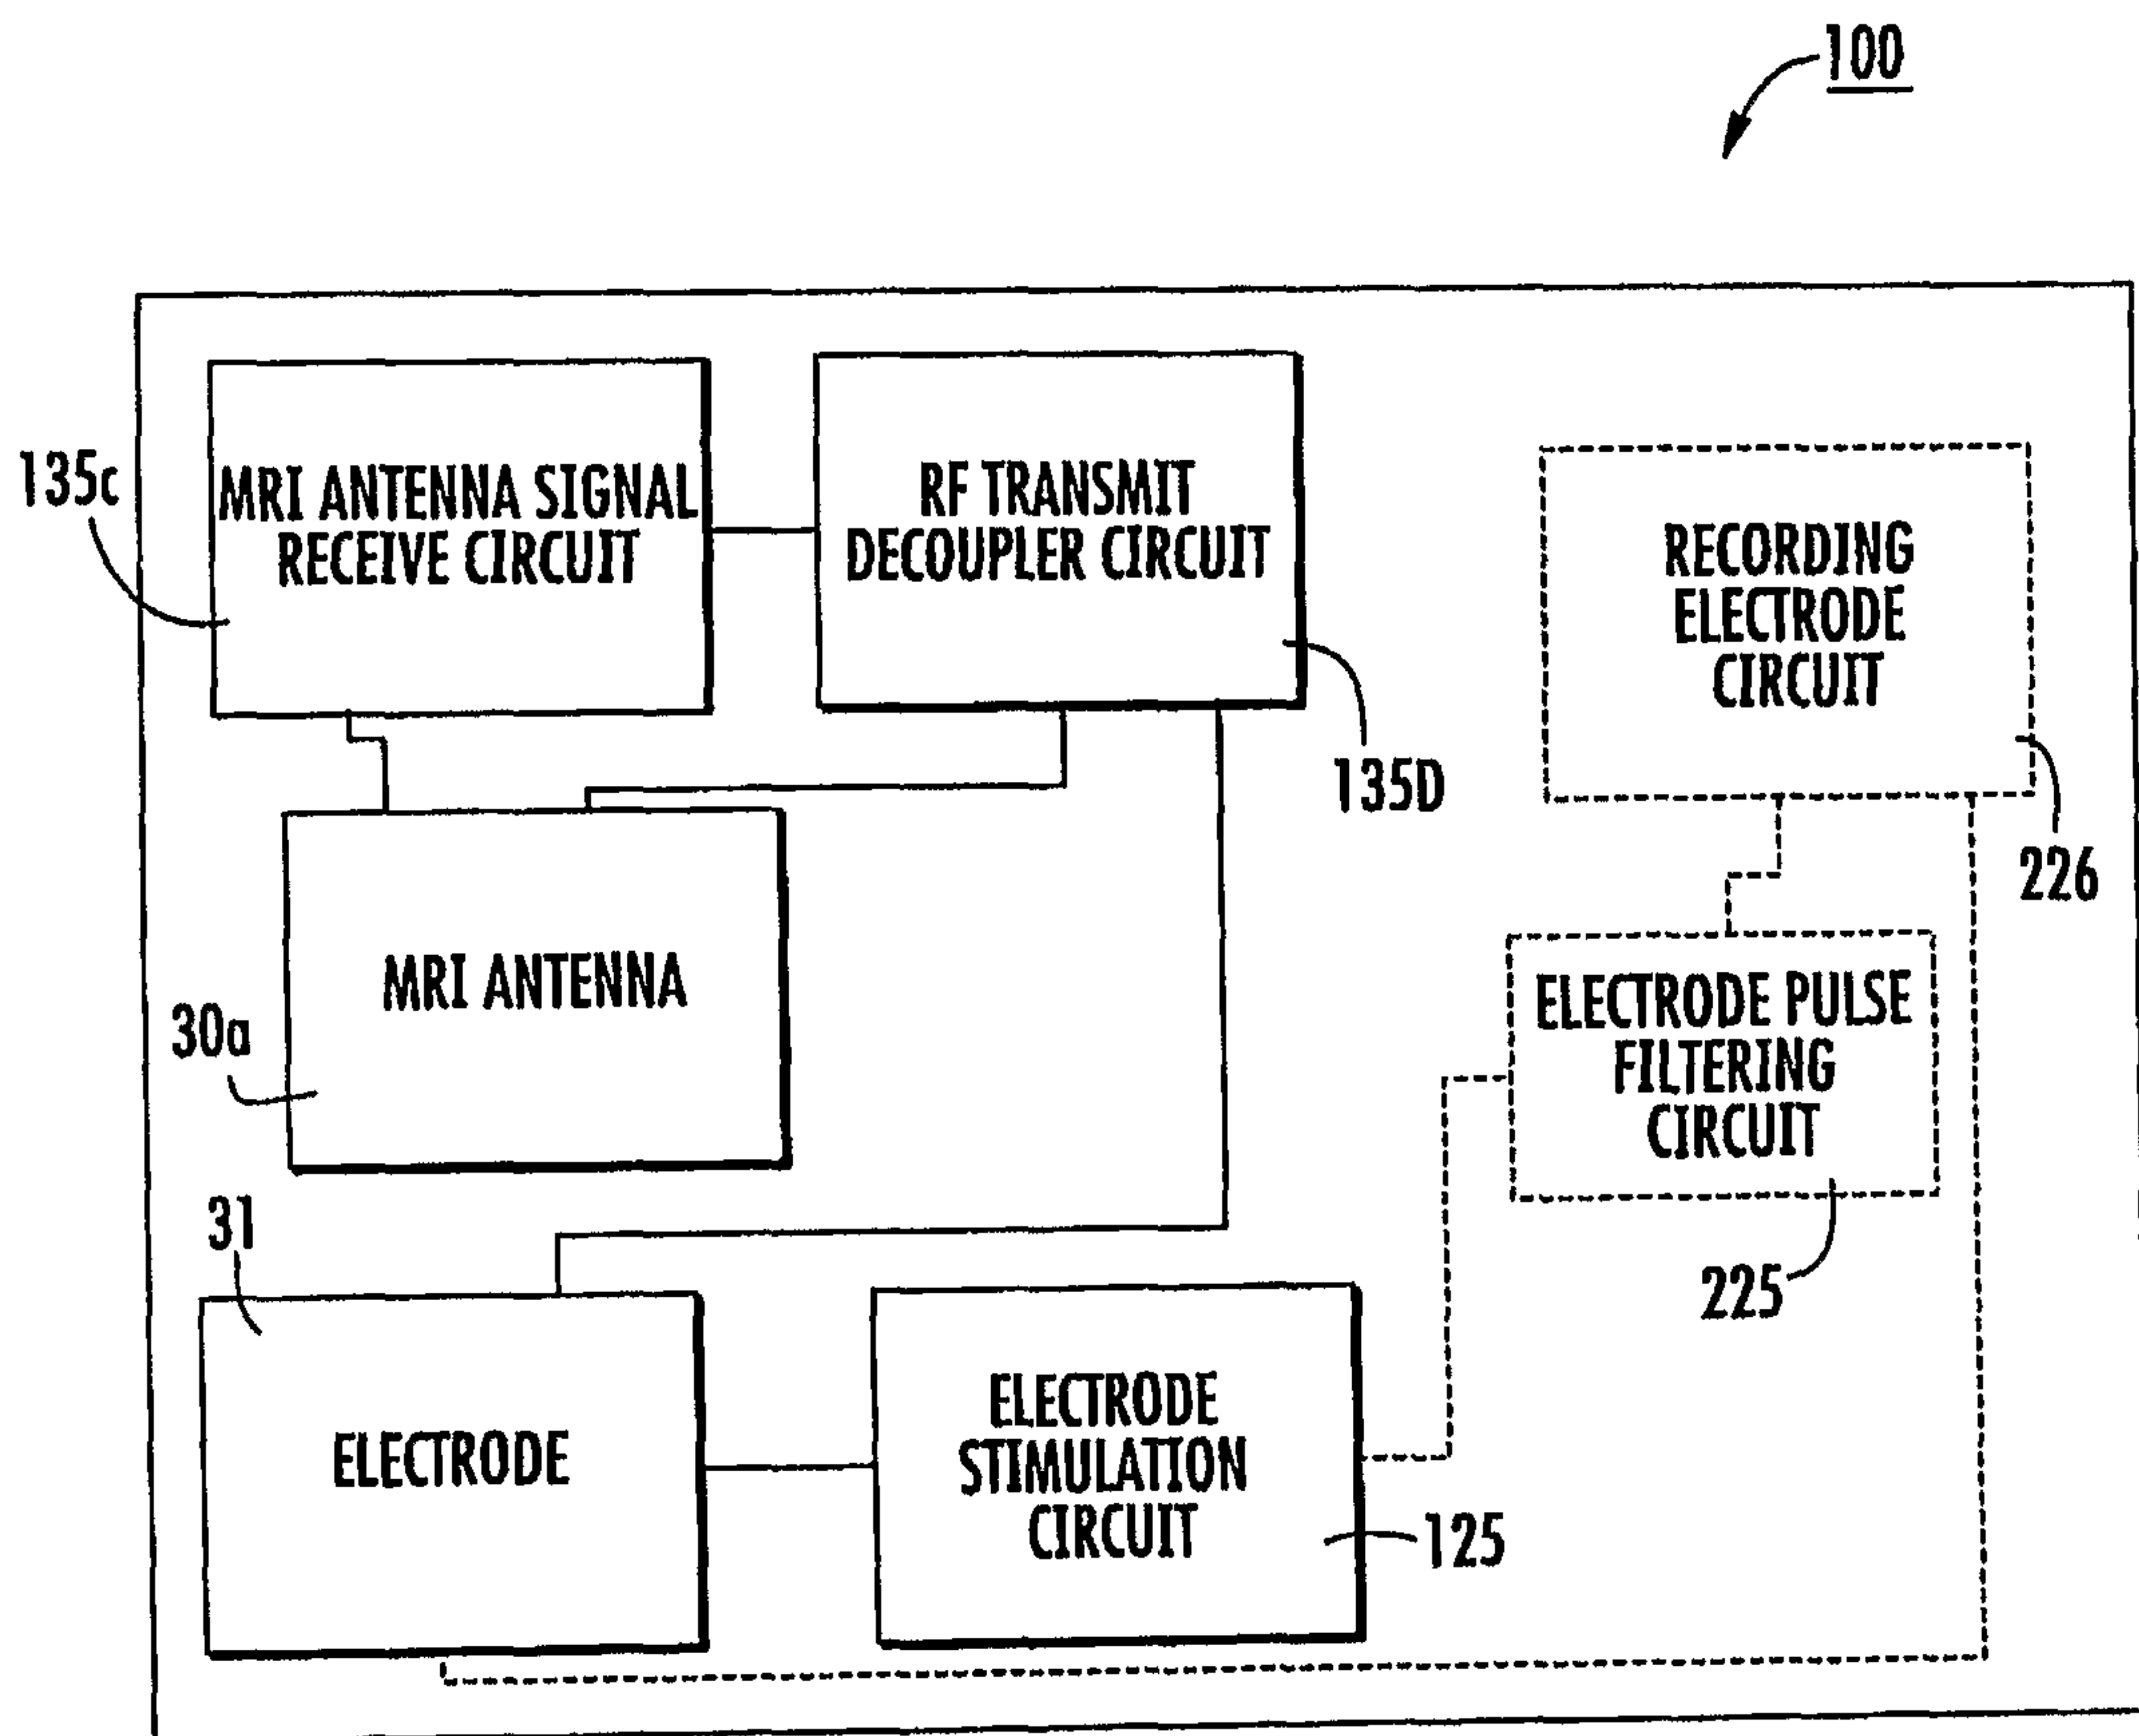 100
MRI ANTENNA SIGNAL
RECEIVE CIRCUIT
135c
RF TRANSMIT
DECOUPLER CIRCUIT
135D
RECORDING
ELECTRODE
CIRCUIT
226
MRI ANTENNA
30a
ELECTRODE PULSE
FILTERING
CIRCUIT
225
31
ELECTRODE
ELECTRODE
STIMULATION
CIRCUIT
125